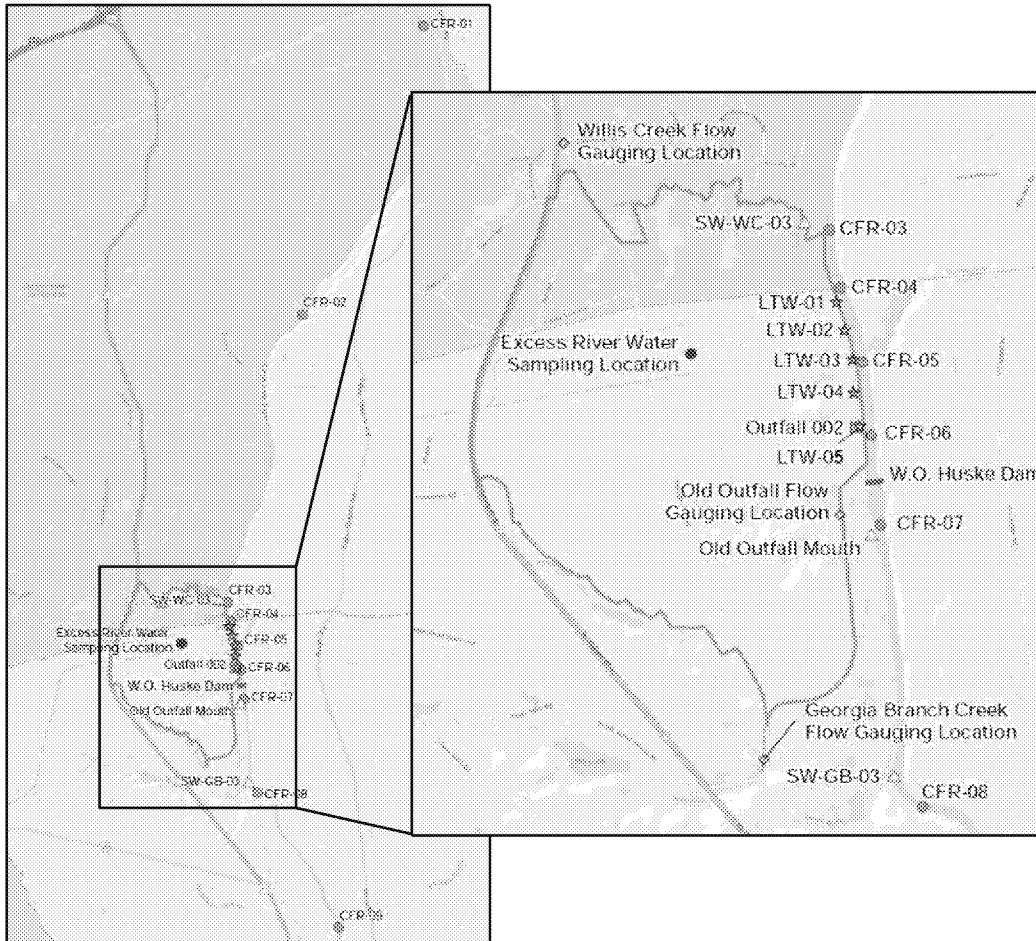 CFR-01
CFR-02
CFR-03
SW-WC-03
CFR-04
Excess River Water
Sampling Location
CFR-05
Outfall 002
CFR-06
W.O. Huske Dam
CFR-07
Old Outfall Mouth
SW-GB-03
CFR-08
CFR-09
Willis Creek Flow
Gauging Location
SW-WC-03
CFR-03
CFR-04
LTW-01
LTW-02
Excess River Water
Sampling Location
LTW-03
CFR-05
LTW-04
Outfall 002
CFR-06
LTW-05
W.O. Huske Dam
Old Outfall Flow
Gauging Location
CFR-07
Old Outfall Mouth
Georgia Branch Creek
Flow Gauging Location
SW-GB-03
CFR-08